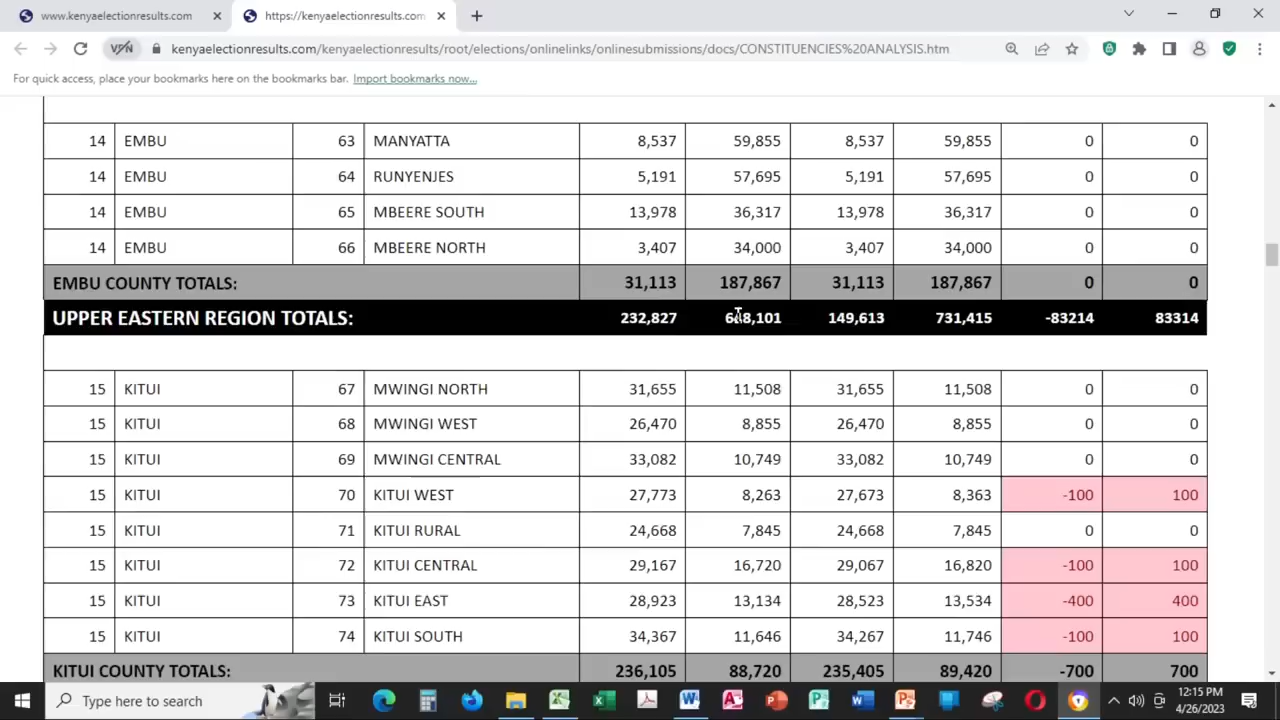 www.kenyaelectionresults.com
https://kenyaelectionresults.com
kenyaelectionresults.com/kenyaelectionresults/root/elections/onlinelinks/onlinesubmissions/docs/CONSTITUENCIES%20ANALYSIS.htm
For quick access, place your bookmarks here on the bookmarks bar. Import bookmarks now...
14 EMBU 63 MANYATTA 8,537 59,855 8,537 59,855 0 0
14 EMBU 64 RUNYENJES 5,191 57,695 5,191 57,695 0 0
14 EMBU 65 MBEERE SOUTH 13,978 36,317 13,978 36,317 0 0
14 EMBU 66 MBEERE NORTH 3,407 34,000 3,407 34,000 0 0
EMBU COUNTY TOTALS: 31,113 187,867 31,113 187,867 0 0
UPPER EASTERN REGION TOTALS: 232,827 149,613 731,415 -83214 83314
15 KITUI 67 MWINGI NORTH 31,655 11,508 31,655 11,508 0 0
15 KITUI 68 MWINGI WEST 26,470 8,855 26,470 8,855 0 0
15 KITUI 69 MWINGI CENTRAL 33,082 10,749 33,082 10,749 0 0
15 KITUI 70 KITUI WEST 27,773 8,263 27,673 8,363 -100 100
15 KITUI 71 KITUI RURAL 24,668 7,845 24,668 7,845 0 0
15 KITUI 72 KITUI CENTRAL 29,167 16,720 29,067 16,820 -100 100
15 KITUI 73 KITUI EAST 28,923 13,134 28,523 13,534 -400 400
15 KITUI 74 KITUI SOUTH 34,367 11,646 34,267 11,746 -100 100
KITUI COUNTY TOTALS: 236,105 88,720 235,405 89,420 -700 700
Type here to search
12:15 PM
4/26/2023